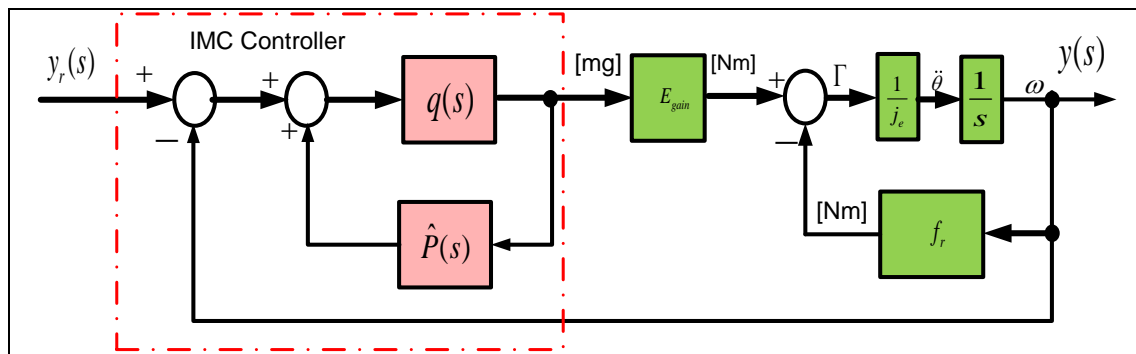 IMC Controller
y_r(s)
+
−
+
+
q(s)
P̂(s)
[mg]
E_gain
[Nm]
+
−
Γ
1/j_e
θ̈
1/s
ω
y(s)
[Nm]
f_r